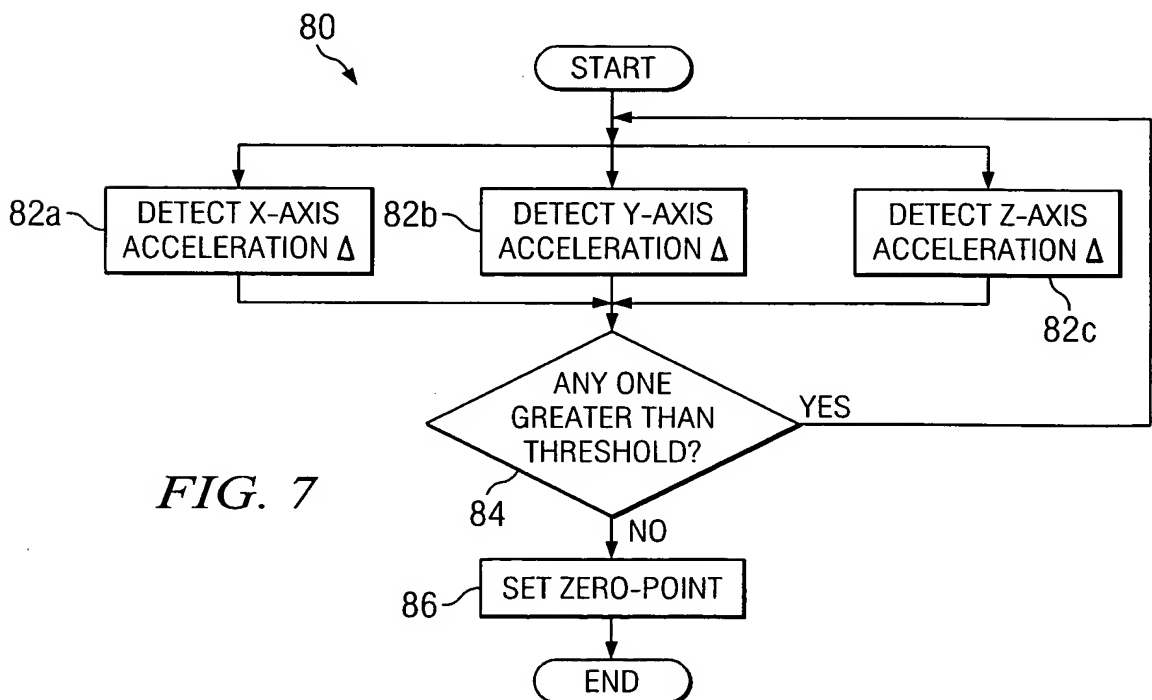 80
START
82a
DETECT X-AXIS
ACCELERATION Δ
82b
DETECT Y-AXIS
ACCELERATION Δ
DETECT Z-AXIS
ACCELERATION Δ
82c
ANY ONE
GREATER THAN
THRESHOLD?
YES
84
FIG. 7
NO
SET ZERO-POINT
86
END